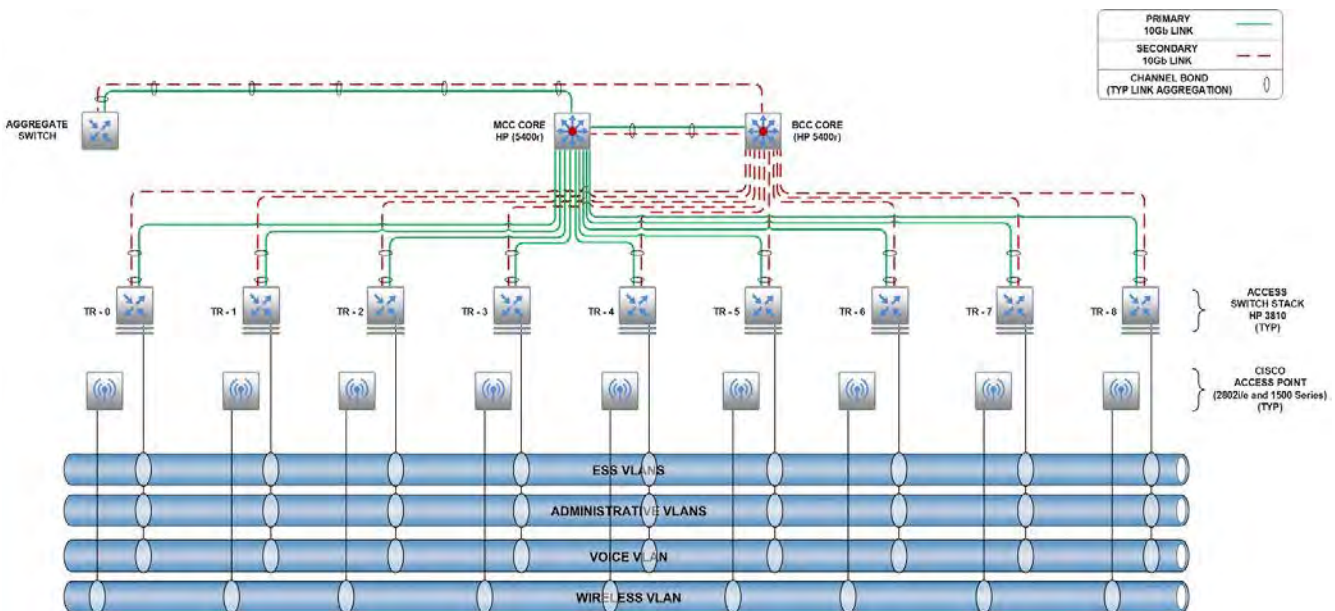 PRIMARY
10Gb LINK
SECONDARY
10Gb LINK
CHANNEL BOND
(TYP LINK AGGREGATION)
AGGREGATE
SWITCH
MCC CORE
HP (5400r)
BCC CORE
(HP 5400r)
TR - 0
TR - 1
TR - 2
TR - 3
TR - 4
TR - 5
TR - 6
TR - 7
TR - 8
ACCESS
SWITCH STACK
HP 3810
(TYP)
CISCO
ACCESS POINT
(2802i/e and 1500 Series)
(TYP)
ESS VLANS
ADMINISTRATIVE VLANS
VOICE VLAN
WIRELESS VLAN